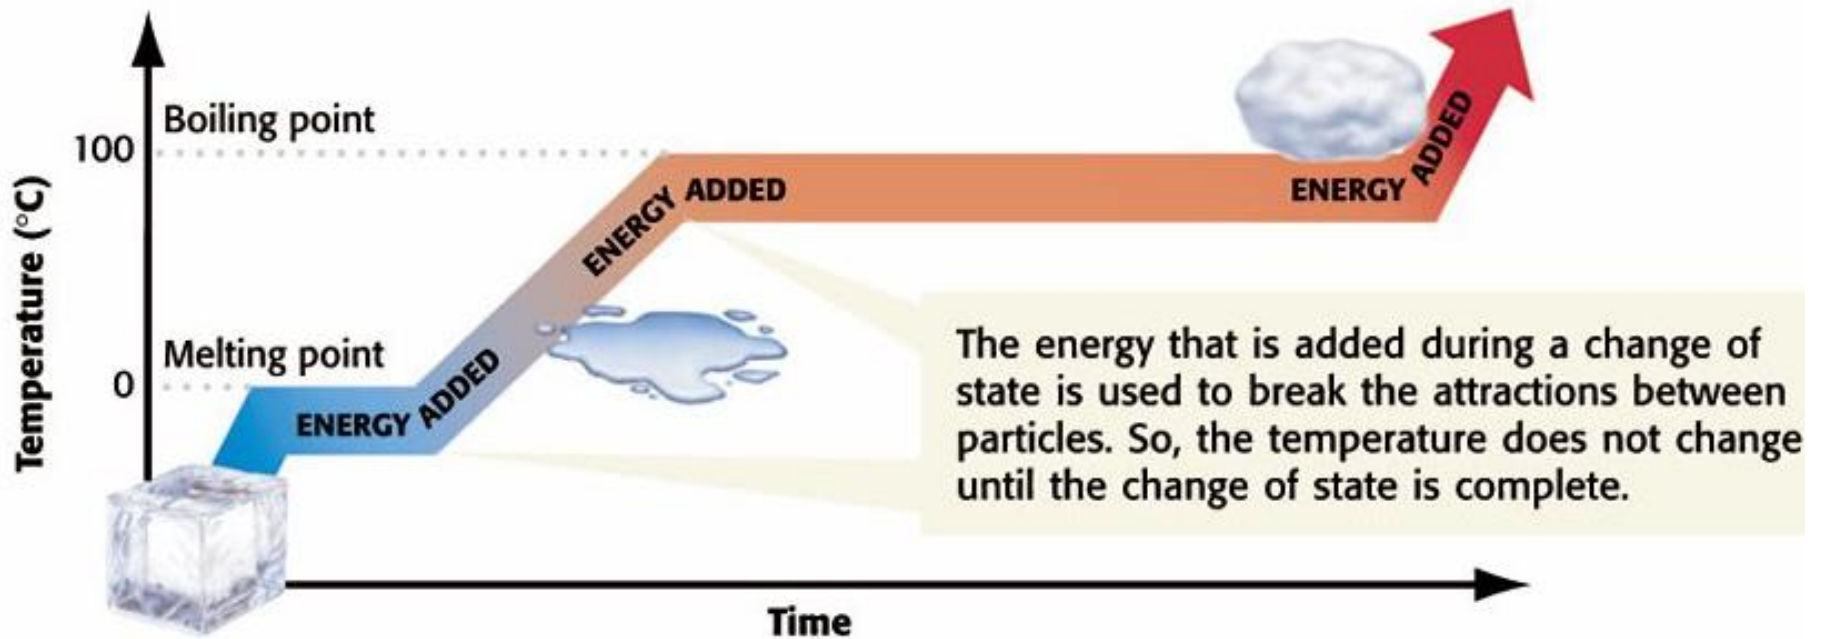 Boiling point
100
ENERGY ADDED
ENERGY ADDED
Temperature (°C)
Melting point
0
ENERGY ADDED
The energy that is added during a change of
state is used to break the attractions between
particles. So, the temperature does not change
until the change of state is complete.
Time